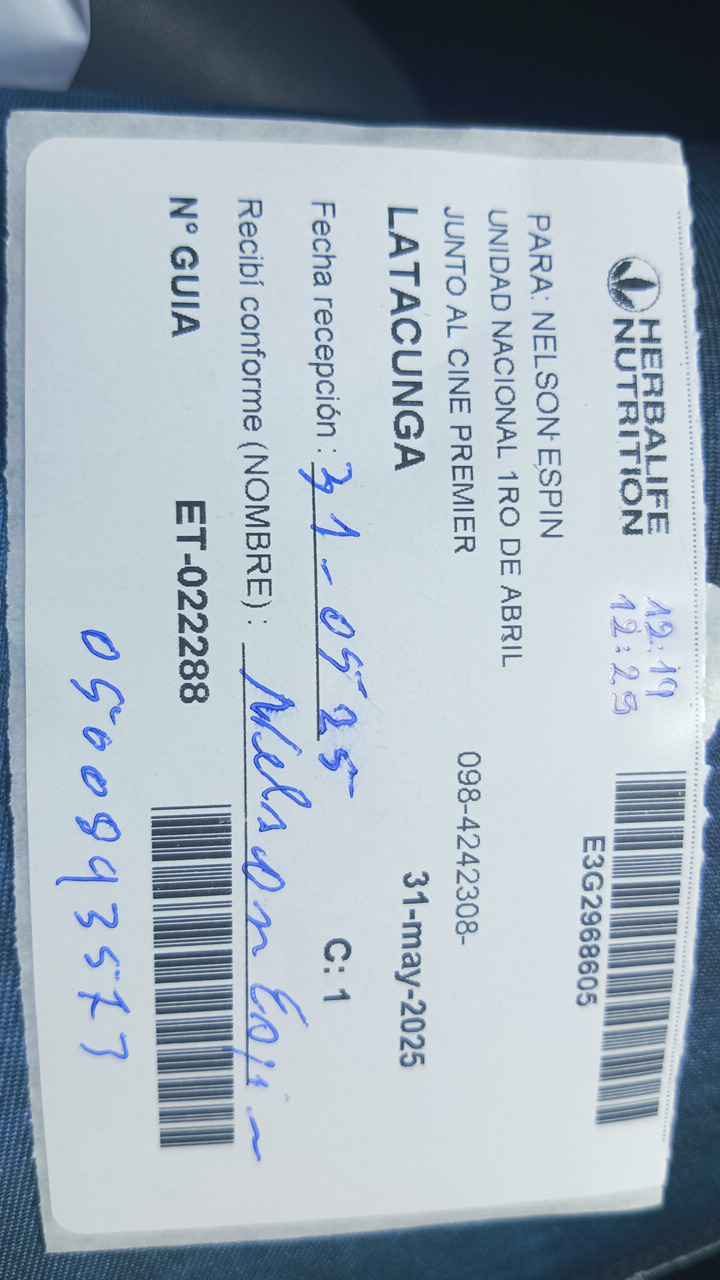 HERBALIFE
NUTRITION
12:19
12:25
E3G2968605
PARA: NELSON ESPIN
UNIDAD NACIONAL 1RO DE ABRIL
JUNTO AL CINE PREMIER 098-4242308-
LATACUNGA 31-may-2025
Fecha recepción : 31-05-25 C: 1
Recibí conforme (NOMBRE) : Nelson Espin
Nº GUIA ET-022288